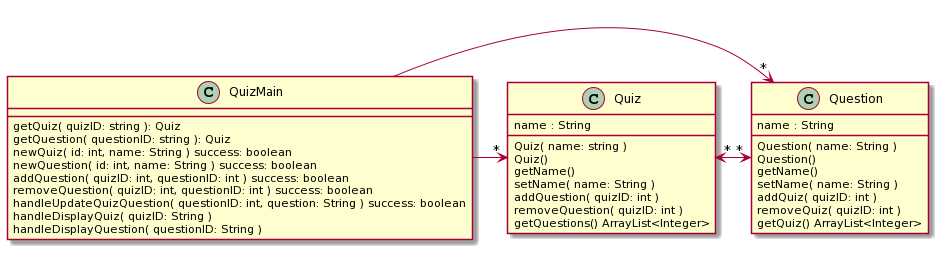 C QuizMain
getQuiz( quizID: string ): Quiz
getQuestion( questionID: string ): Quiz
newQuiz( id: int, name: String ) success: boolean
newQuestion( id: int, name: String ) success: boolean
addQuestion( quizID: int, questionID: int ) success: boolean
removeQuestion( quizID: int, questionID: int ) success: boolean
handleUpdateQuizQuestion( questionID: int, question: String ) success: boolean
handleDisplayQuiz( quizID: String )
handleDisplayQuestion( questionID: String )
*
*
C Quiz
name : String
Quiz( name: string )
Quiz()
getName()
setName( name: String )
addQuestion( quizID: int )
removeQuestion( quizID: int )
getQuestions() ArrayList<Integer>
* *
C Question
name : String
Question( name: String )
Question()
getName()
setName( name: String )
addQuiz( quizID: int )
removeQuiz( quizID: int )
getQuiz() ArrayList<Integer>